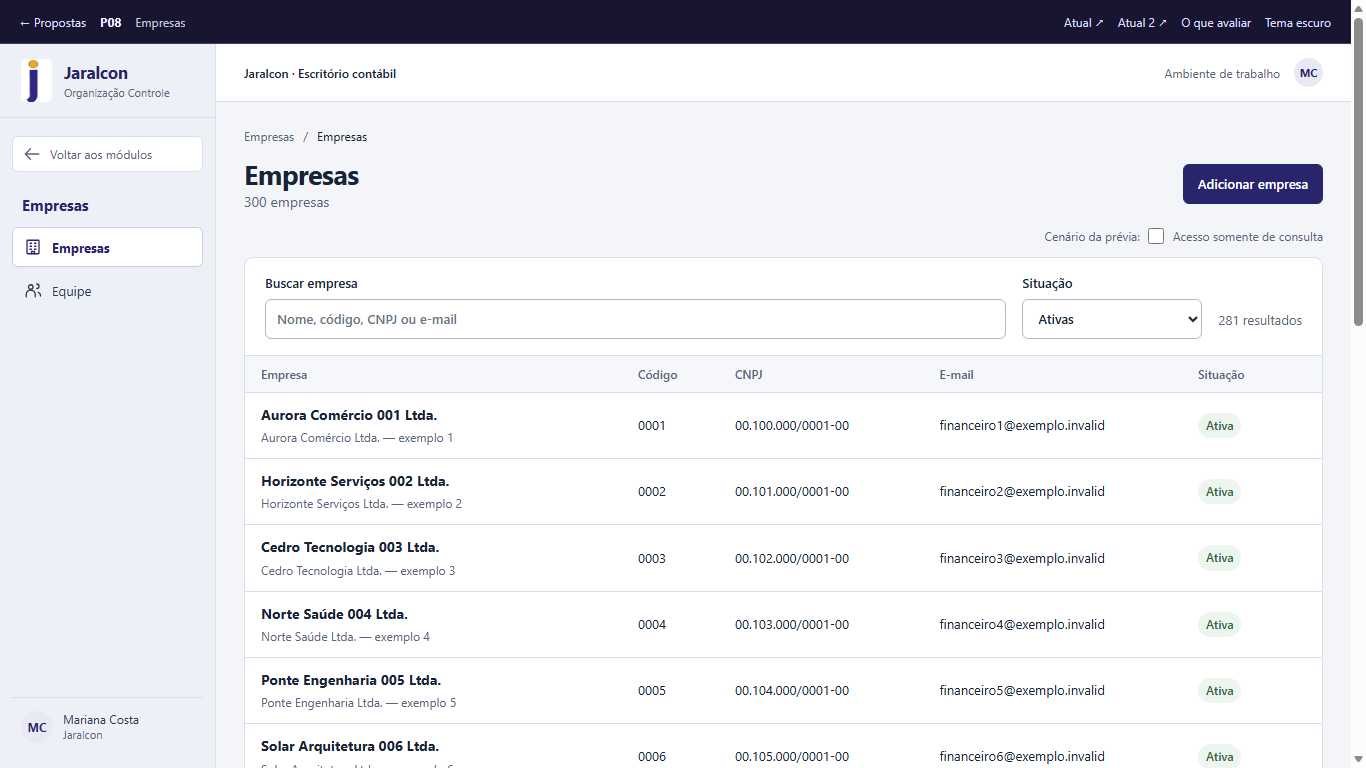 ← Propostas P08 Empresas Atual ↗ Atual 2 ↗ O que avaliar Tema escuro
Jaralcon
Organização Controle
Jaralcon · Escritório contábil Ambiente de trabalho MC
Voltar aos módulos
Empresas
Empresas
Equipe
MC Mariana Costa
Jaralcon
Empresas / Empresas
Empresas
300 empresas
Adicionar empresa
Cenário da prévia: Acesso somente de consulta
Buscar empresa Situação
Nome, código, CNPJ ou e-mail Ativas 281 resultados
Empresa Código CNPJ E-mail Situação
Aurora Comércio 001 Ltda.
Aurora Comércio Ltda. — exemplo 1
0001 00.100.000/0001-00 financeiro1@exemplo.invalid Ativa
Horizonte Serviços 002 Ltda.
Horizonte Serviços Ltda. — exemplo 2
0002 00.101.000/0001-00 financeiro2@exemplo.invalid Ativa
Cedro Tecnologia 003 Ltda.
Cedro Tecnologia Ltda. — exemplo 3
0003 00.102.000/0001-00 financeiro3@exemplo.invalid Ativa
Norte Saúde 004 Ltda.
Norte Saúde Ltda. — exemplo 4
0004 00.103.000/0001-00 financeiro4@exemplo.invalid Ativa
Ponte Engenharia 005 Ltda.
Ponte Engenharia Ltda. — exemplo 5
0005 00.104.000/0001-00 financeiro5@exemplo.invalid Ativa
Solar Arquitetura 006 Ltda.
0006 00.105.000/0001-00 financeiro6@exemplo.invalid Ativa